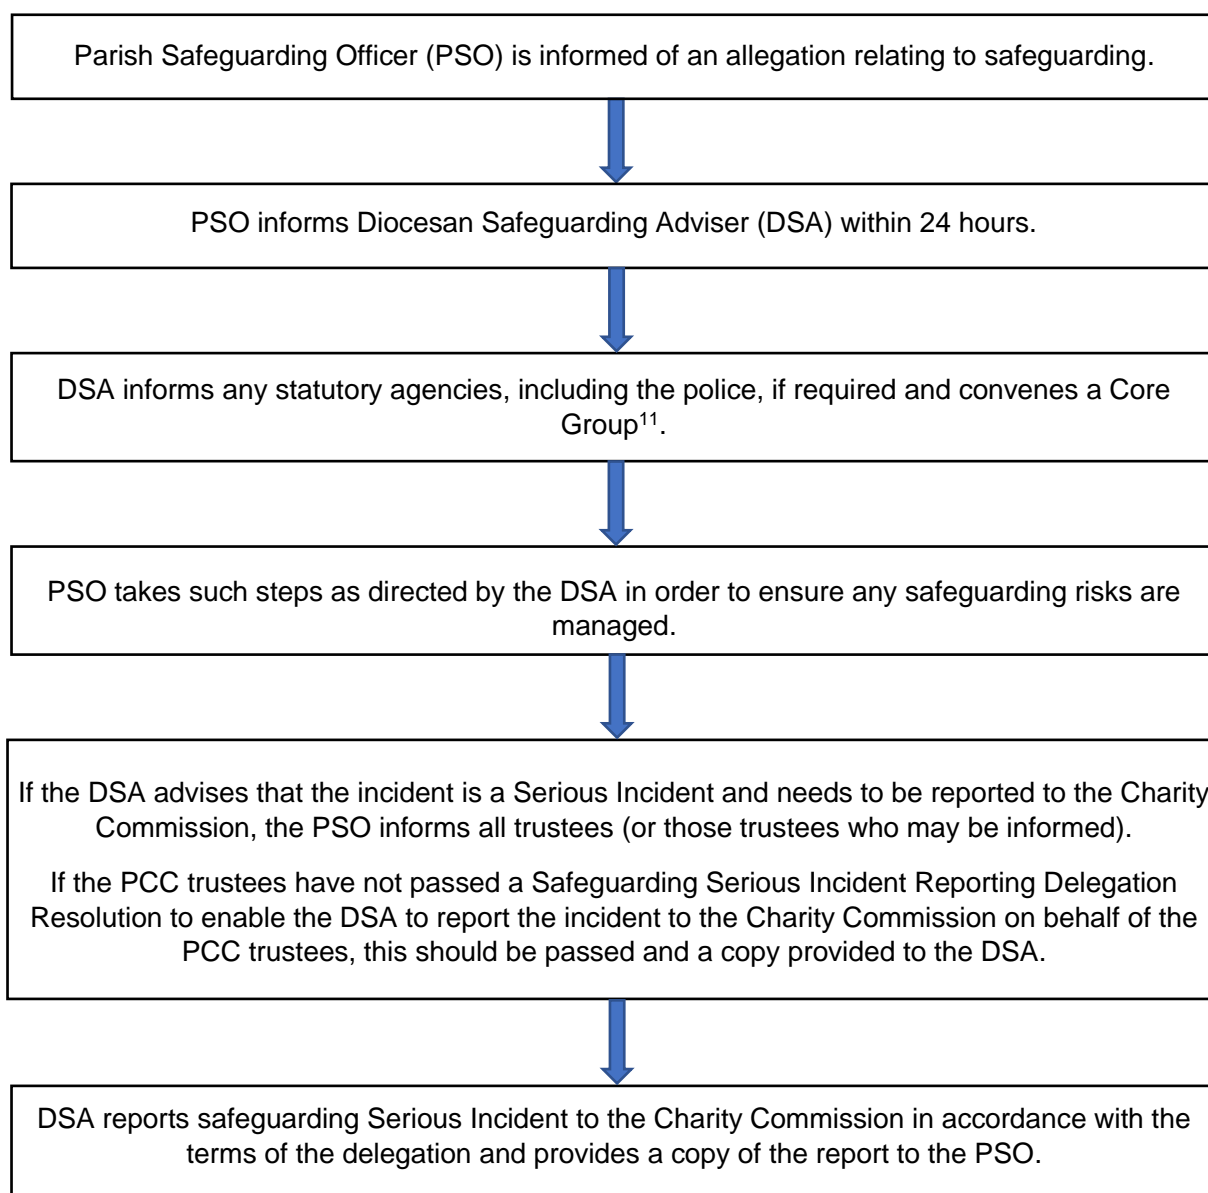 Parish Safeguarding Officer (PSO) is informed of an allegation relating to safeguarding.
PSO informs Diocesan Safeguarding Adviser (DSA) within 24 hours.
DSA informs any statutory agencies, including the police, if required and convenes a Core
Group¹¹.
PSO takes such steps as directed by the DSA in order to ensure any safeguarding risks are
managed.
If the DSA advises that the incident is a Serious Incident and needs to be reported to the Charity
Commission, the PSO informs all trustees (or those trustees who may be informed).
If the PCC trustees have not passed a Safeguarding Serious Incident Reporting Delegation
Resolution to enable the DSA to report the incident to the Charity Commission on behalf of the
PCC trustees, this should be passed and a copy provided to the DSA.
DSA reports safeguarding Serious Incident to the Charity Commission in accordance with the
terms of the delegation and provides a copy of the report to the PSO.